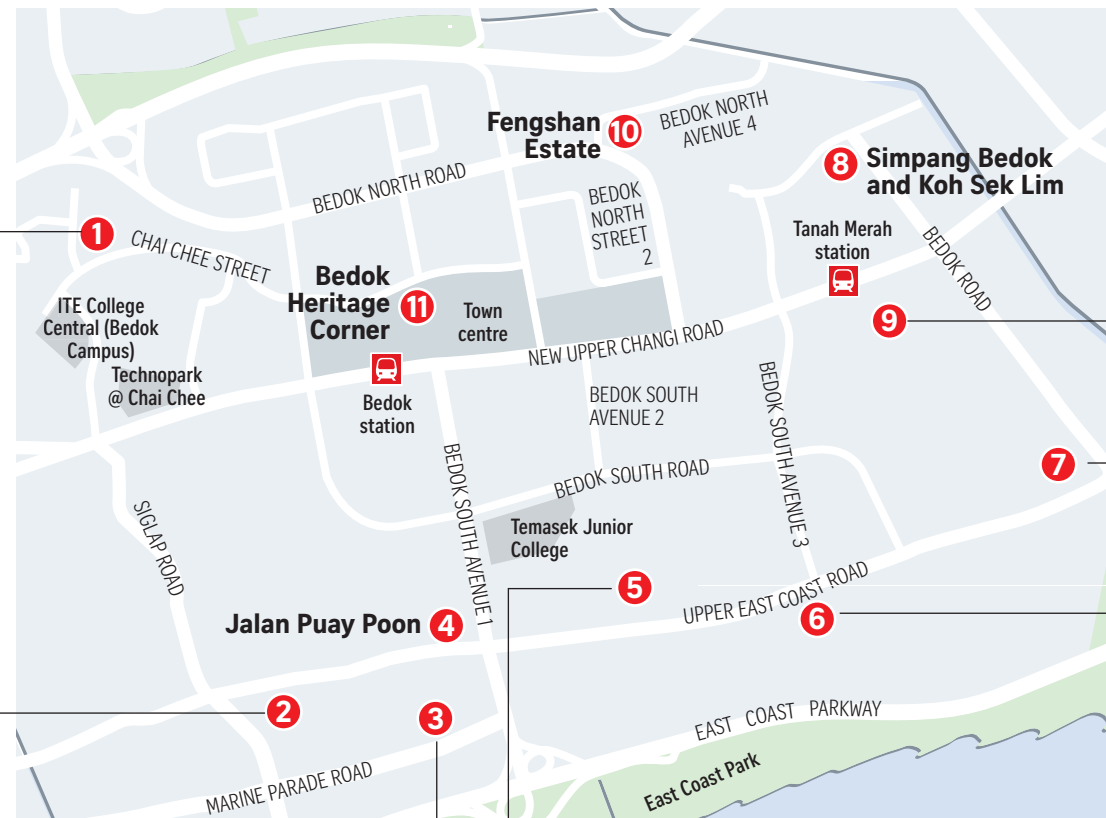 Fengshan
Estate
10
BEDOK NORTH
AVENUE 4
8
Simpang Bedok
and Koh Sek Lim
BEDOK NORTH ROAD
BEDOK
NORTH
STREET
2
Tanah Merah
station
BEDOK ROAD
1
CHAI CHEE STREET
Bedok
Heritage
Corner
11
Town
centre
9
ITE College
Central (Bedok
Campus)
Technopark
@ Chai Chee
NEW UPPER CHANGI ROAD
Bedok
station
BEDOK SOUTH
AVENUE 2
BEDOK SOUTH AVENUE 3
BEDOK SOUTH AVENUE 1
BEDOK SOUTH ROAD
7
SIGLAP ROAD
Temasek Junior
College
5
UPPER EAST COAST ROAD
6
Jalan Puay Poon
4
2
3
EAST COAST PARKWAY
MARINE PARADE ROAD
East Coast Park